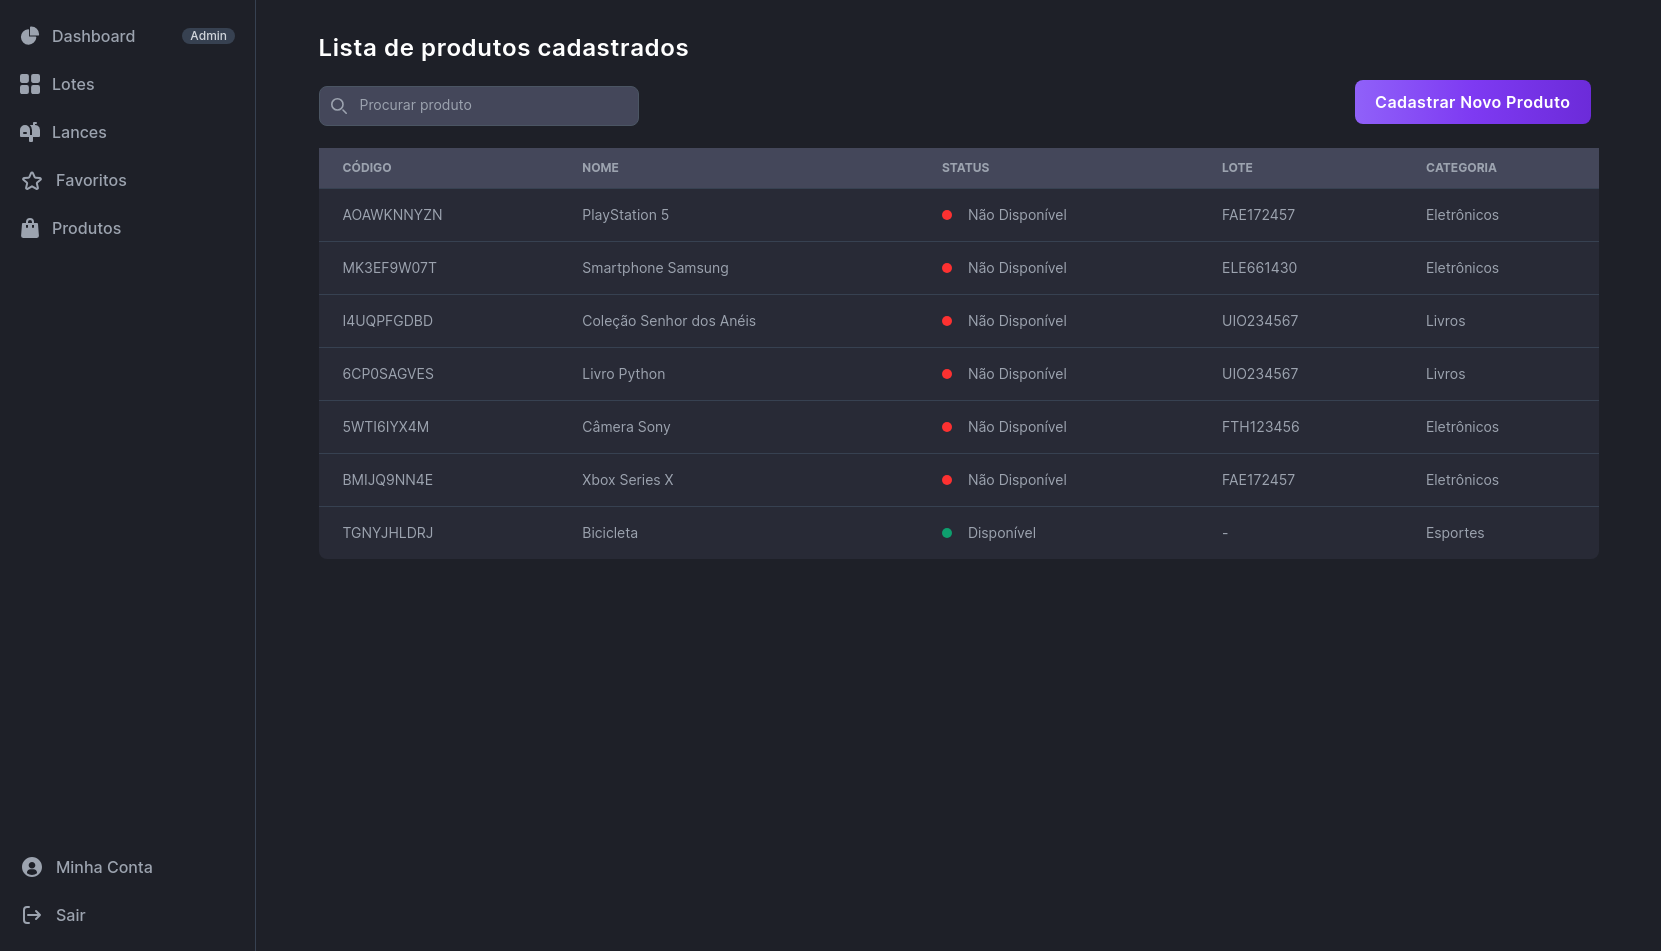 Dashboard Admin
Lotes
Lances
Favoritos
Produtos
Minha Conta
Sair
Lista de produtos cadastrados
Procurar produto
Cadastrar Novo Produto
CÓDIGO NOME STATUS LOTE CATEGORIA
AOAWKNNYZN PlayStation 5 Não Disponível FAE172457 Eletrônicos
MK3EF9W07T Smartphone Samsung Não Disponível ELE661430 Eletrônicos
I4UQPFGDBD Coleção Senhor dos Anéis Não Disponível UIO234567 Livros
6CP0SAGVES Livro Python Não Disponível UIO234567 Livros
5WTI6IYX4M Câmera Sony Não Disponível FTH123456 Eletrônicos
BMIJQ9NN4E Xbox Series X Não Disponível FAE172457 Eletrônicos
TGNYJHLDRJ Bicicleta Disponível - Esportes